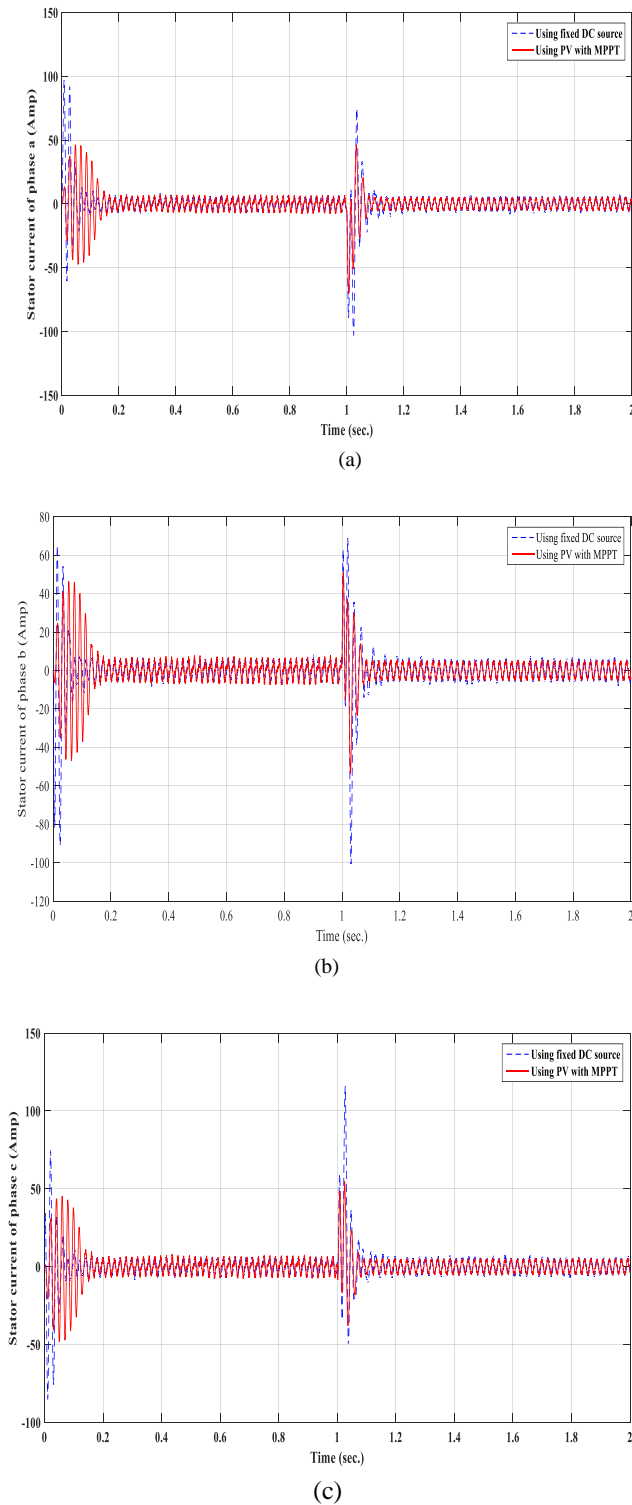 Stator current of phase a (Amp)
150
100
50
0
-50
-100
-150
Using fixed DC source
Using PV with MPPT
0 0.2 0.4 0.6 0.8 1 1.2 1.4 1.6 1.8 2
Time (sec.)
(a)
Stator current of phase b (Amp)
80
60
40
20
0
-20
-40
-60
-80
-100
-120
Uisng fixed DC source
Using PV with MPPT
0 0.2 0.4 0.6 0.8 1 1.2 1.4 1.6 1.8 2
Time (sec.)
(b)
Stator current of phase c (Amp)
150
100
50
0
-50
-100
Using fixed DC source
Using PV with MPPT
0 0.2 0.4 0.6 0.8 1 1.2 1.4 1.6 1.8 2
Time (sec.)
(c)